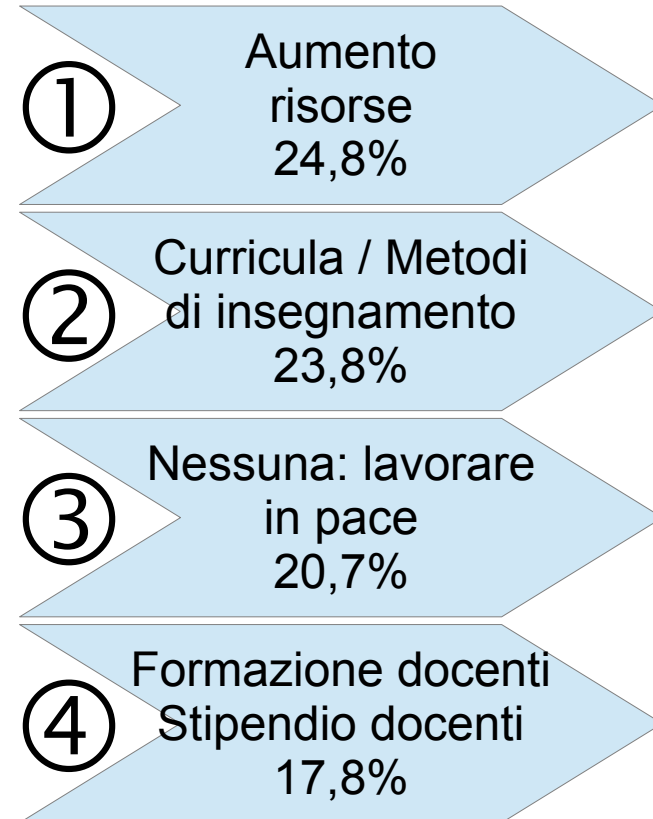 ①
Aumento
risorse
24,8%
②
Curricula / Metodi
di insegnamento
23,8%
③
Nessuna: lavorare
in pace
20,7%
④
Formazione docenti
Stipendio docenti
17,8%